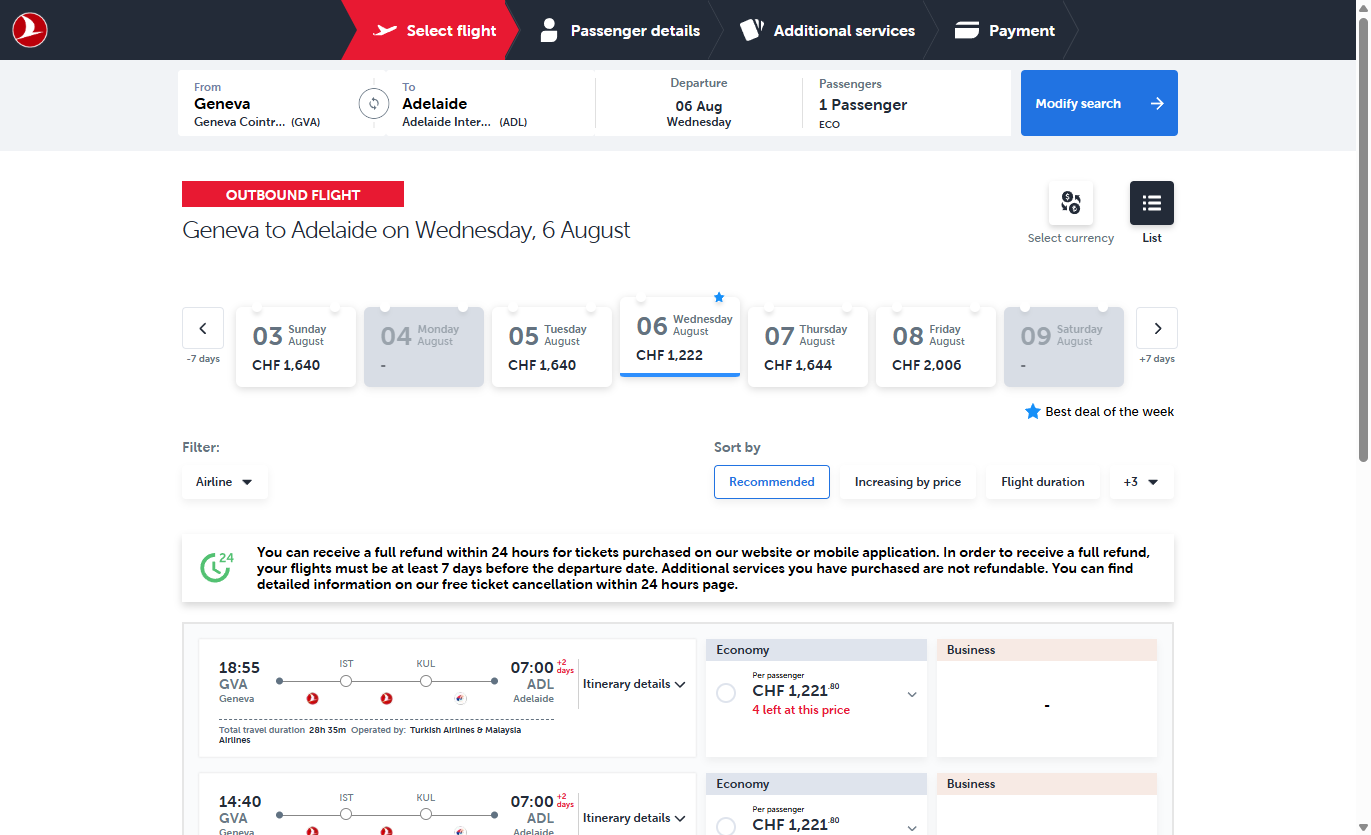 Select flight
Passenger details
Additional services
Payment
From
Geneva
Geneva Cointr... (GVA)
To
Adelaide
Adelaide Inter... (ADL)
Departure
06 Aug
Wednesday
Passengers
1 Passenger
ECO
Modify search
OUTBOUND FLIGHT
Geneva to Adelaide on Wednesday, 6 August
Select currency
List
-7 days
03 Sunday August
CHF 1,640
04 Monday August
-
05 Tuesday August
CHF 1,640
06 Wednesday August
CHF 1,222
07 Thursday August
CHF 1,644
08 Friday August
CHF 2,006
09 Saturday August
-
+7 days
Best deal of the week
Filter:
Airline
Sort by
Recommended
Increasing by price
Flight duration
+3
24
You can receive a full refund within 24 hours for tickets purchased on our website or mobile application. In order to receive a full refund,
your flights must be at least 7 days before the departure date. Additional services you have purchased are not refundable. You can find
detailed information on our free ticket cancellation within 24 hours page.
18:55
GVA
Geneva
IST
KUL
07:00 +2 days
ADL
Adelaide
Total travel duration 28h 35m Operated by: Turkish Airlines & Malaysia
Airlines
Itinerary details
Economy
Per passenger
CHF 1,221.80
4 left at this price
Business
-
14:40
GVA
Geneva
IST
KUL
07:00 +2 days
ADL
Adelaide
Itinerary details
Economy
Per passenger
CHF 1,221.80
Business